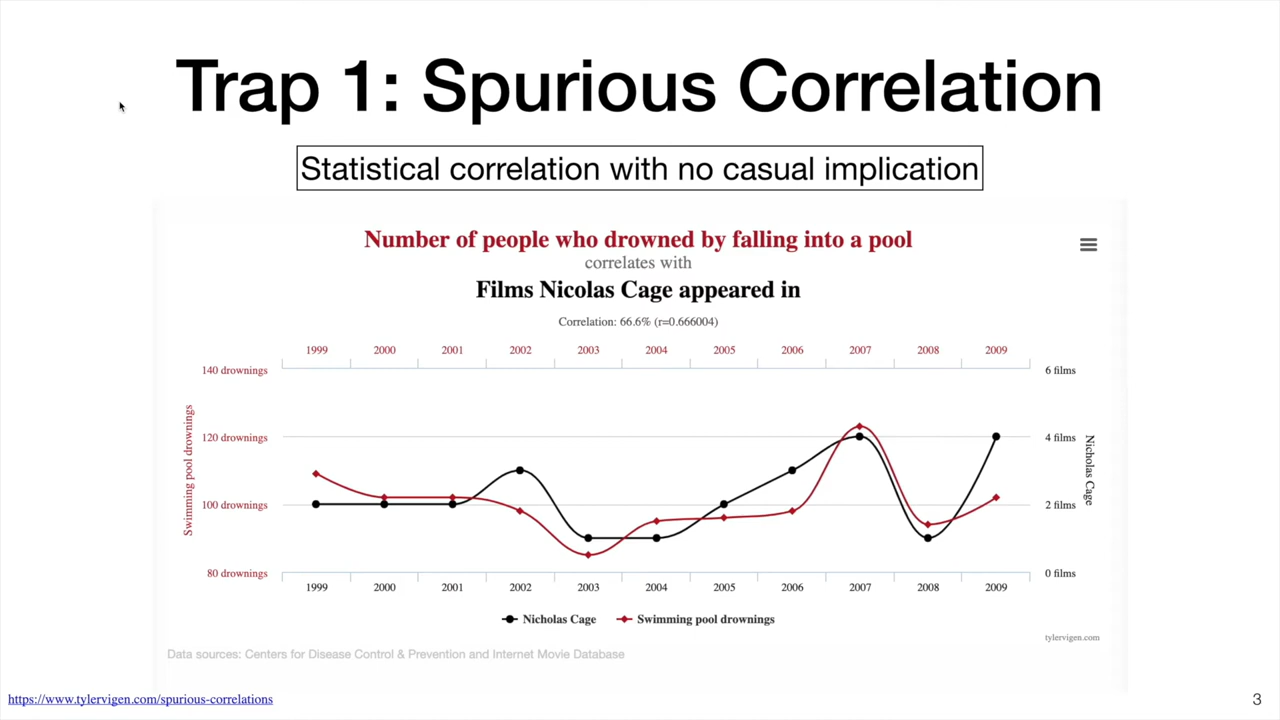 Trap 1: Spurious Correlation
Statistical correlation with no casual implication
Number of people who drowned by falling into a pool
correlates with
Films Nicolas Cage appeared in
Correlation: 66.6% (r=0.666004)
1999 2000 2001 2002 2003 2004 2005 2006 2007 2008 2009
140 drownings 6 films
120 drownings 4 films
100 drownings 2 films
80 drownings 0 films
Swimming pool drownings
Nicholas Cage
1999 2000 2001 2002 2003 2004 2005 2006 2007 2008 2009
Nicholas Cage Swimming pool drownings
tylervigen.com
Data sources: Centers for Disease Control & Prevention and Internet Movie Database
https://www.tylervigen.com/spurious-correlations
3